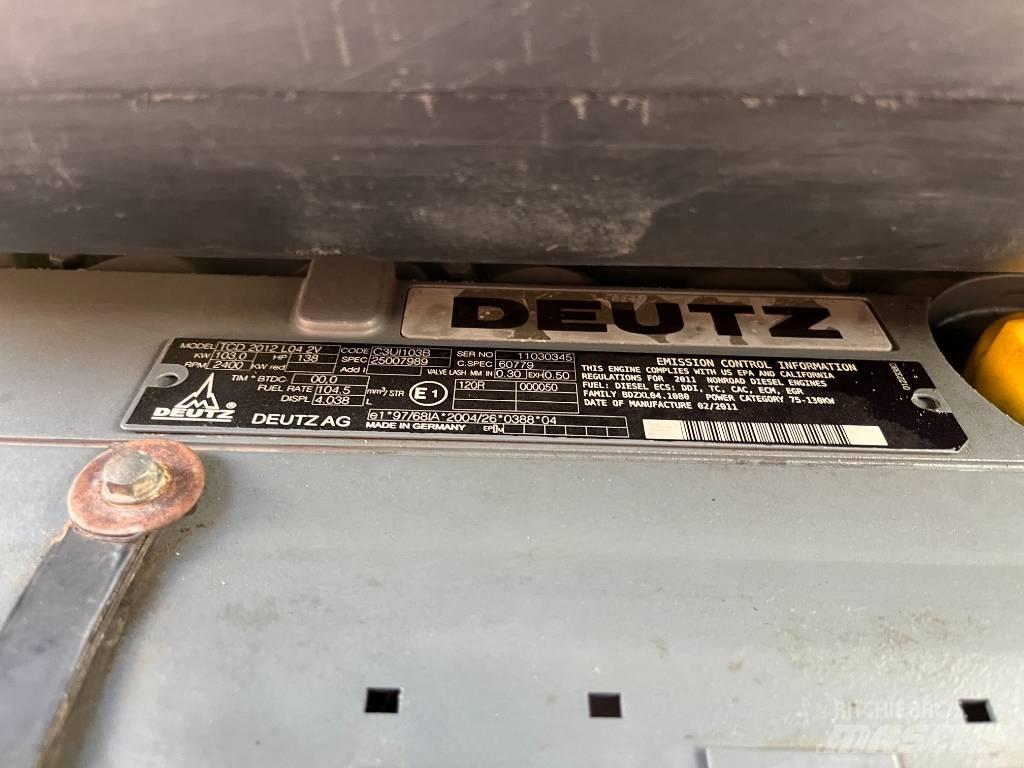 DEUTZ
MODEL TCD 2012 L04 2V
KW 103.0 HP 138
RPM 2400 KW red
TIM ° BTDC 00.0
FUEL RATE 104.5 mm³/STR
DISPL 4.038 L
DEUTZ
DEUTZ AG
CODE C3UI103B
SPEC 25007989
Add I
SER NO 11030345
C.SPEC 60779
VALVE LASH MM IN 0.30 EXH 0.50
E1
120R 000050
e1*97/68IA*2004/26*0388*04
MADE IN GERMANY
EMISSION CONTROL INFORMATION
THIS ENGINE COMPLIES WITH US EPA AND CALIFORNIA
REGULATIONS FOR 2011 NONROAD DIESEL ENGINES
FUEL: DIESEL ECS: DDI, TC, CAC, ECM, EGR
FAMILY BDZXL04.1080 POWER CATEGORY 75-130KW
DATE OF MANUFACTURE 02/2011
RITCHIE BROS